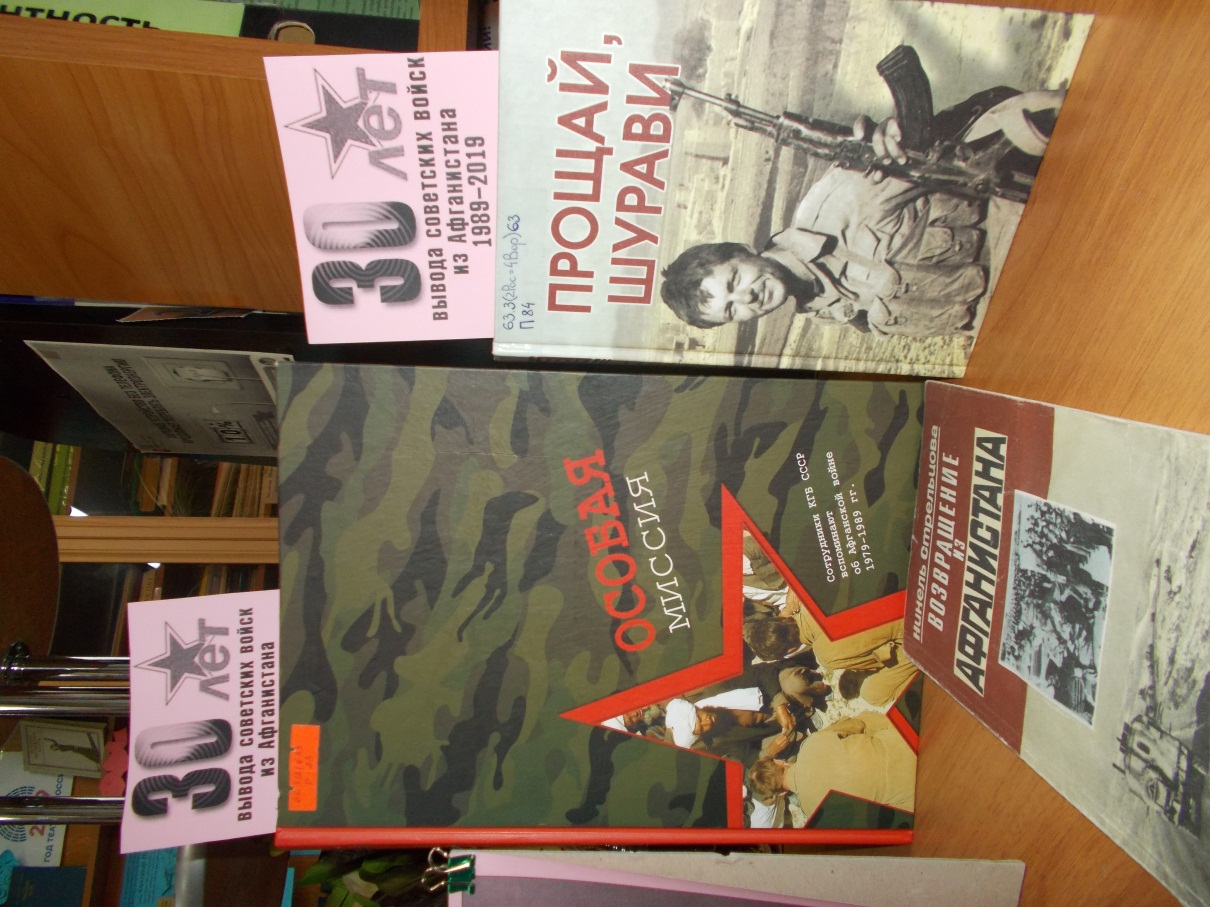 30 лет
вывода советских войск
из Афганистана
30 лет
вывода советских войск
из Афганистана
1989–2019
ОСОБАЯ
МИССИЯ
Сотрудники КГБ СССР
вспоминают
об Афганской войне
1979-1989 гг.
63.3(2Рос=4Вор)63
П 84
ПРОЩАЙ,
ШУРАВИ
Нинель Стрельцова
ВОЗВРАЩЕНИЕ
ИЗ
АФГАНИСТАНА